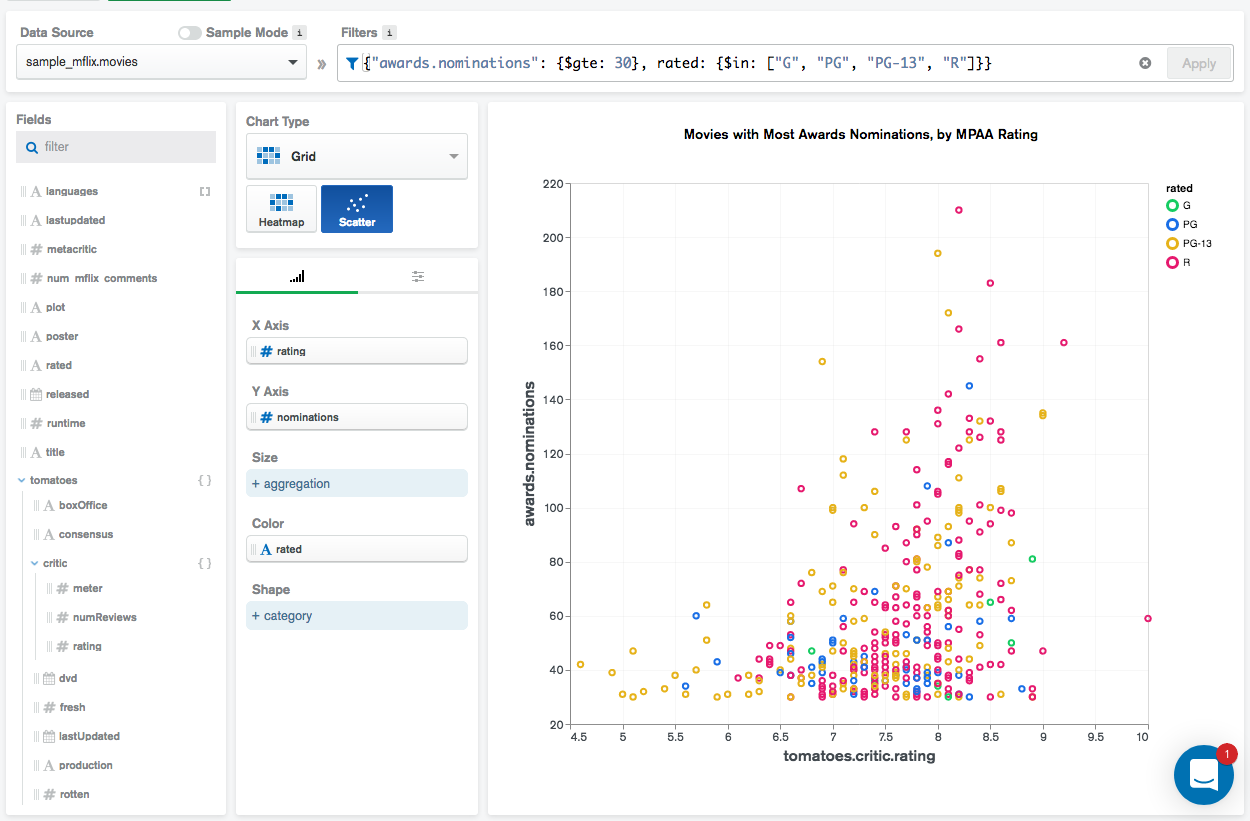 Data Source
Sample Mode i
sample_mflix.movies
»
Filters i
{"awards.nominations": {$gte: 30}, rated: {$in: ["G", "PG", "PG-13", "R"]}}
Apply
Fields
filter
A languages [ ]
A lastupdated
# metacritic
# num_mflix_comments
A plot
A poster
A rated
released
# runtime
A title
tomatoes { }
A boxOffice
A consensus
critic { }
# meter
# numReviews
# rating
dvd
# fresh
lastUpdated
A production
# rotten
Chart Type
Grid
Heatmap
Scatter
X Axis
# rating
Y Axis
# nominations
Size
+ aggregation
Color
A rated
Shape
+ category
Movies with Most Awards Nominations, by MPAA Rating
awards.nominations
220
200
180
160
140
120
100
80
60
40
20
4.5 5 5.5 6 6.5 7 7.5 8 8.5 9 9.5 10
tomatoes.critic.rating
rated
G
PG
PG-13
R
1